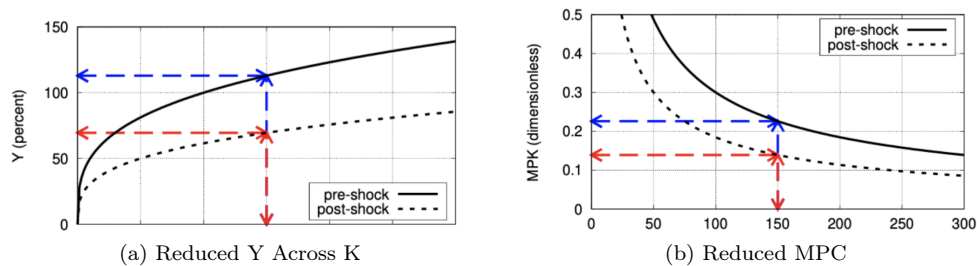 150
100
50
0
Y (percent)
pre-shock
post-shock
(a) Reduced Y Across K
0.5
0.4
0.3
0.2
0.1
0
MPK (dimensionless)
pre-shock
post-shock
0 50 100 150 200 250 300
(b) Reduced MPC